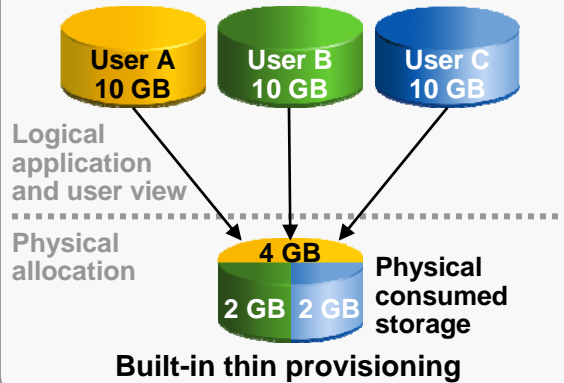 User A
10 GB
User B
10 GB
User C
10 GB
Logical
application
and user view
Physical
allocation
4 GB
2 GB
2 GB
Physical
consumed
storage
Built-in thin provisioning